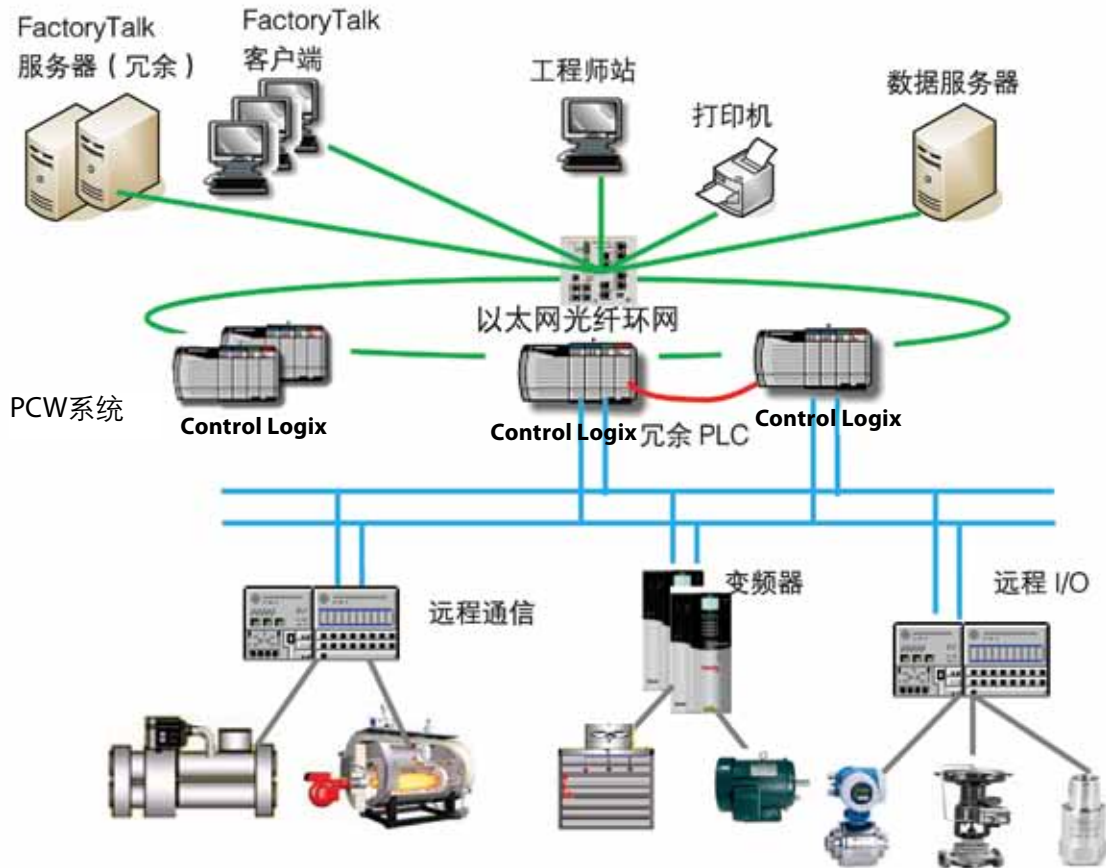 FactoryTalk
服务器（冗余）
FactoryTalk
客户端
工程师站
打印机
数据服务器
以太网光纤环网
PCW系统
Control Logix
Control Logix
冗余 PLC
Control Logix
远程通信
变频器
远程 I/O